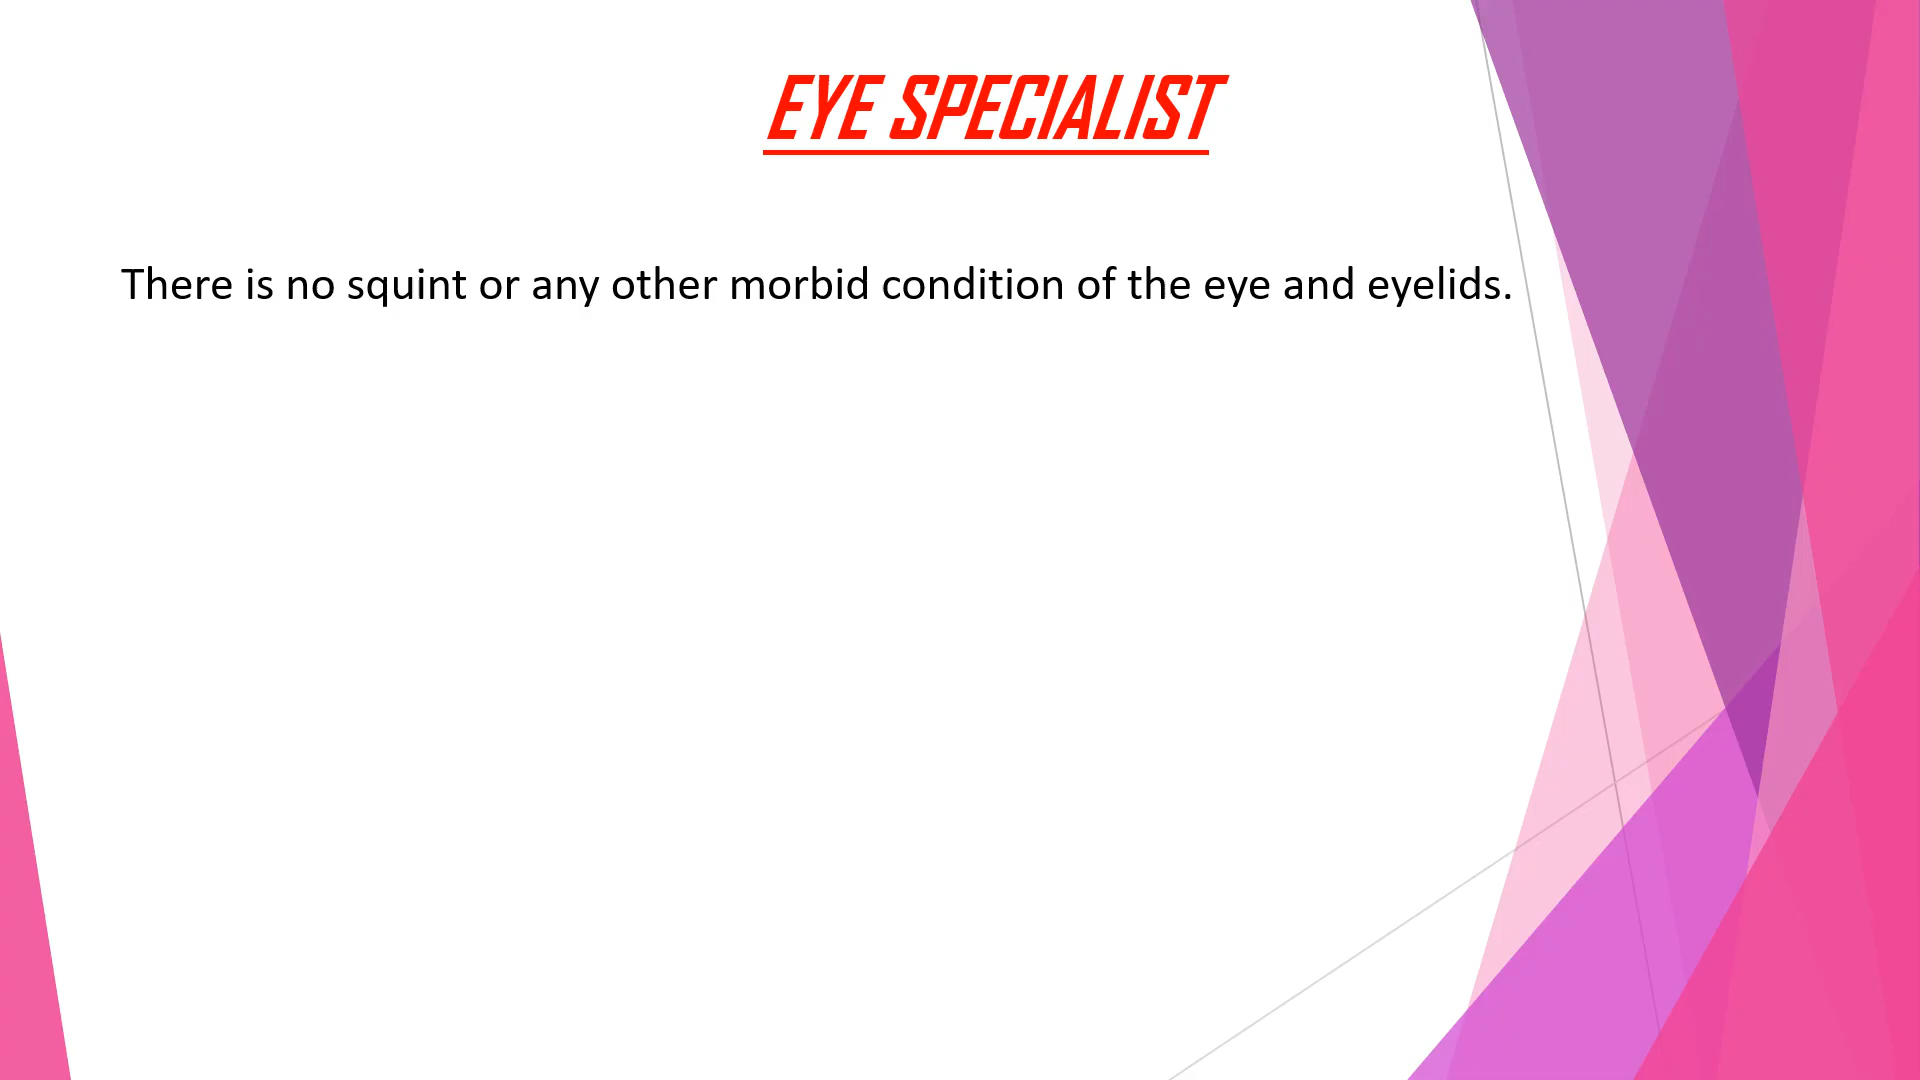 EYE SPECIALIST
There is no squint or any other morbid condition of the eye and eyelids.